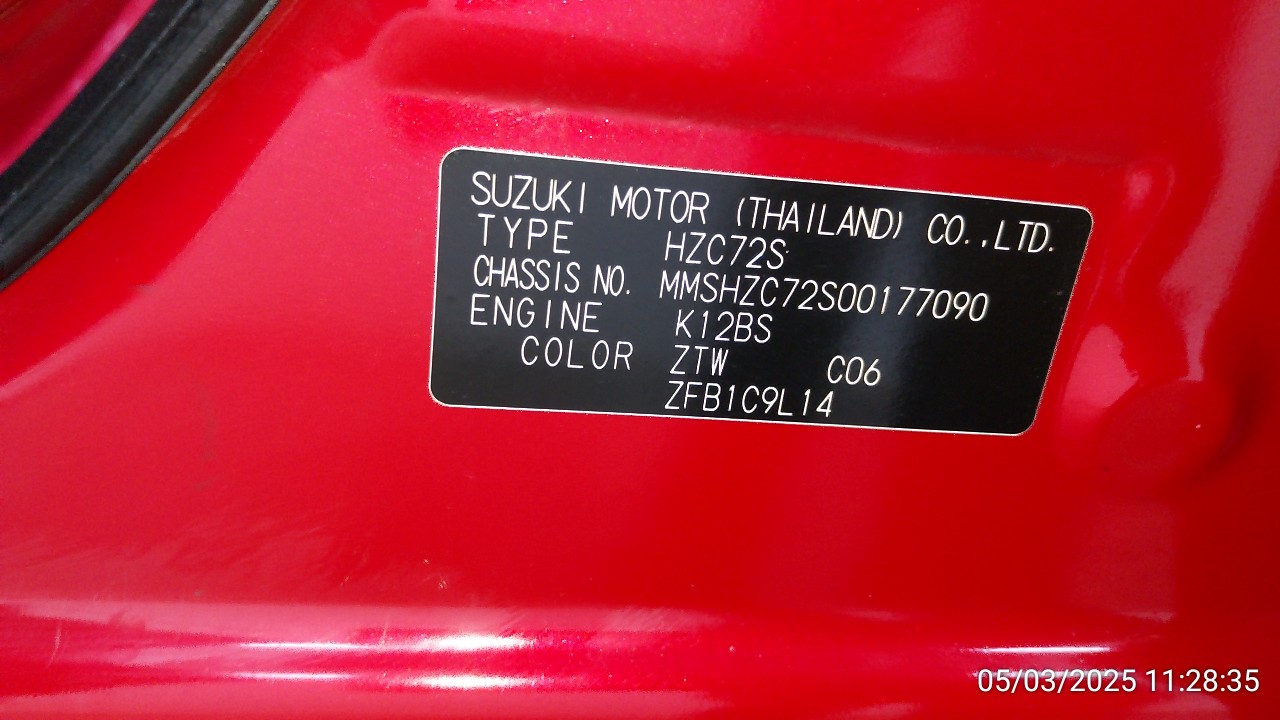 SUZUKI MOTOR (THAILAND) CO.,LTD.
TYPE HZC72S
CHASSIS NO. MMSHZC72S00177090
ENGINE K12BS
COLOR ZTW C06
ZFB1C9L14
05/03/2025 11:28:35